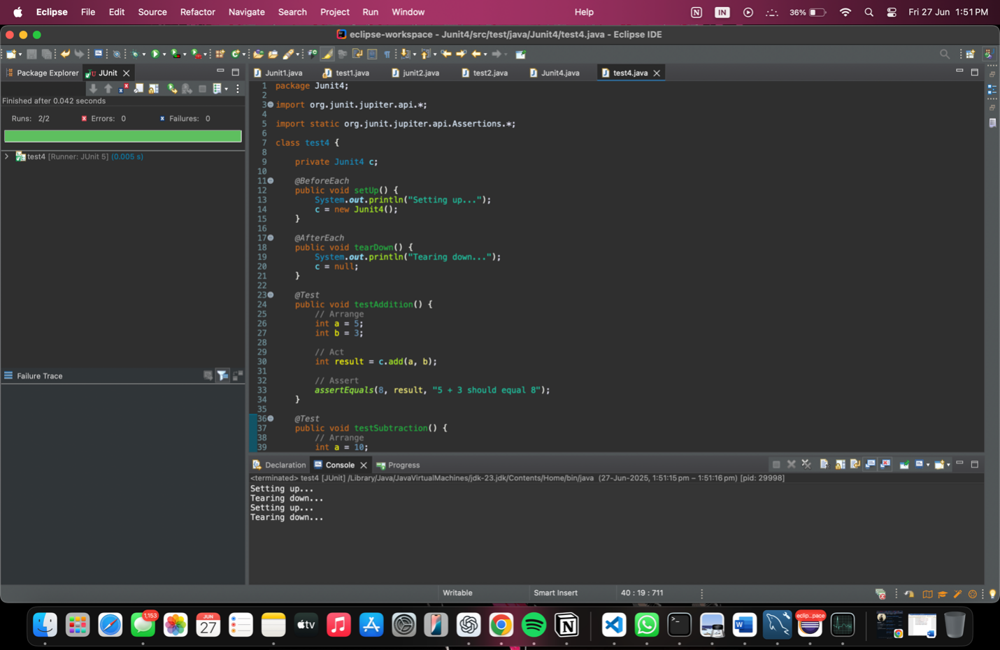 Eclipse File Edit Source Refactor Navigate Search Project Run Window Help IN 36% Fri 27 Jun 1:51 PM
eclipse-workspace - Junit4/src/test/java/Junit4/test4.java - Eclipse IDE
Package Explorer JUnit
Junit1.java test1.java junit2.java test2.java Junit4.java test4.java
Finished after 0.042 seconds
Runs: 2/2 Errors: 0 Failures: 0
test4 [Runner: JUnit 5] (0.005 s)
Failure Trace
1 package Junit4;
2
3 import org.junit.jupiter.api.*;
4
5 import static org.junit.jupiter.api.Assertions.*;
6
7 class test4 {
8
9 private Junit4 c;
10
11 @BeforeEach
12 public void setUp() {
13 System.out.println("Setting up...");
14 c = new Junit4();
15 }
16
17 @AfterEach
18 public void tearDown() {
19 System.out.println("Tearing down...");
20 c = null;
21 }
22
23 @Test
24 public void testAddition() {
25 // Arrange
26 int a = 5;
27 int b = 3;
28
29 // Act
30 int result = c.add(a, b);
31
32 // Assert
33 assertEquals(8, result, "5 + 3 should equal 8");
34 }
35
36 @Test
37 public void testSubtraction() {
38 // Arrange
39 int a = 10;
Declaration Console Progress
<terminated> test4 [JUnit] /Library/Java/JavaVirtualMachines/jdk-23.jdk/Contents/Home/bin/java (27-Jun-2025, 1:51:15 pm – 1:51:16 pm) [pid: 29998]
Setting up...
Tearing down...
Setting up...
Tearing down...
Writable Smart Insert 40 : 19 : 711
1,153
JUN
27
tv
eclip...pace